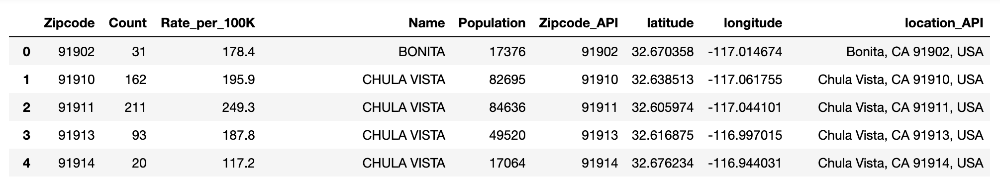 Zipcode Count Rate_per_100K Name Population Zipcode_API latitude longitude location_API
0 91902 31 178.4 BONITA 17376 91902 32.670358 -117.014674 Bonita, CA 91902, USA
1 91910 162 195.9 CHULA VISTA 82695 91910 32.638513 -117.061755 Chula Vista, CA 91910, USA
2 91911 211 249.3 CHULA VISTA 84636 91911 32.605974 -117.044101 Chula Vista, CA 91911, USA
3 91913 93 187.8 CHULA VISTA 49520 91913 32.616875 -116.997015 Chula Vista, CA 91913, USA
4 91914 20 117.2 CHULA VISTA 17064 91914 32.676234 -116.944031 Chula Vista, CA 91914, USA